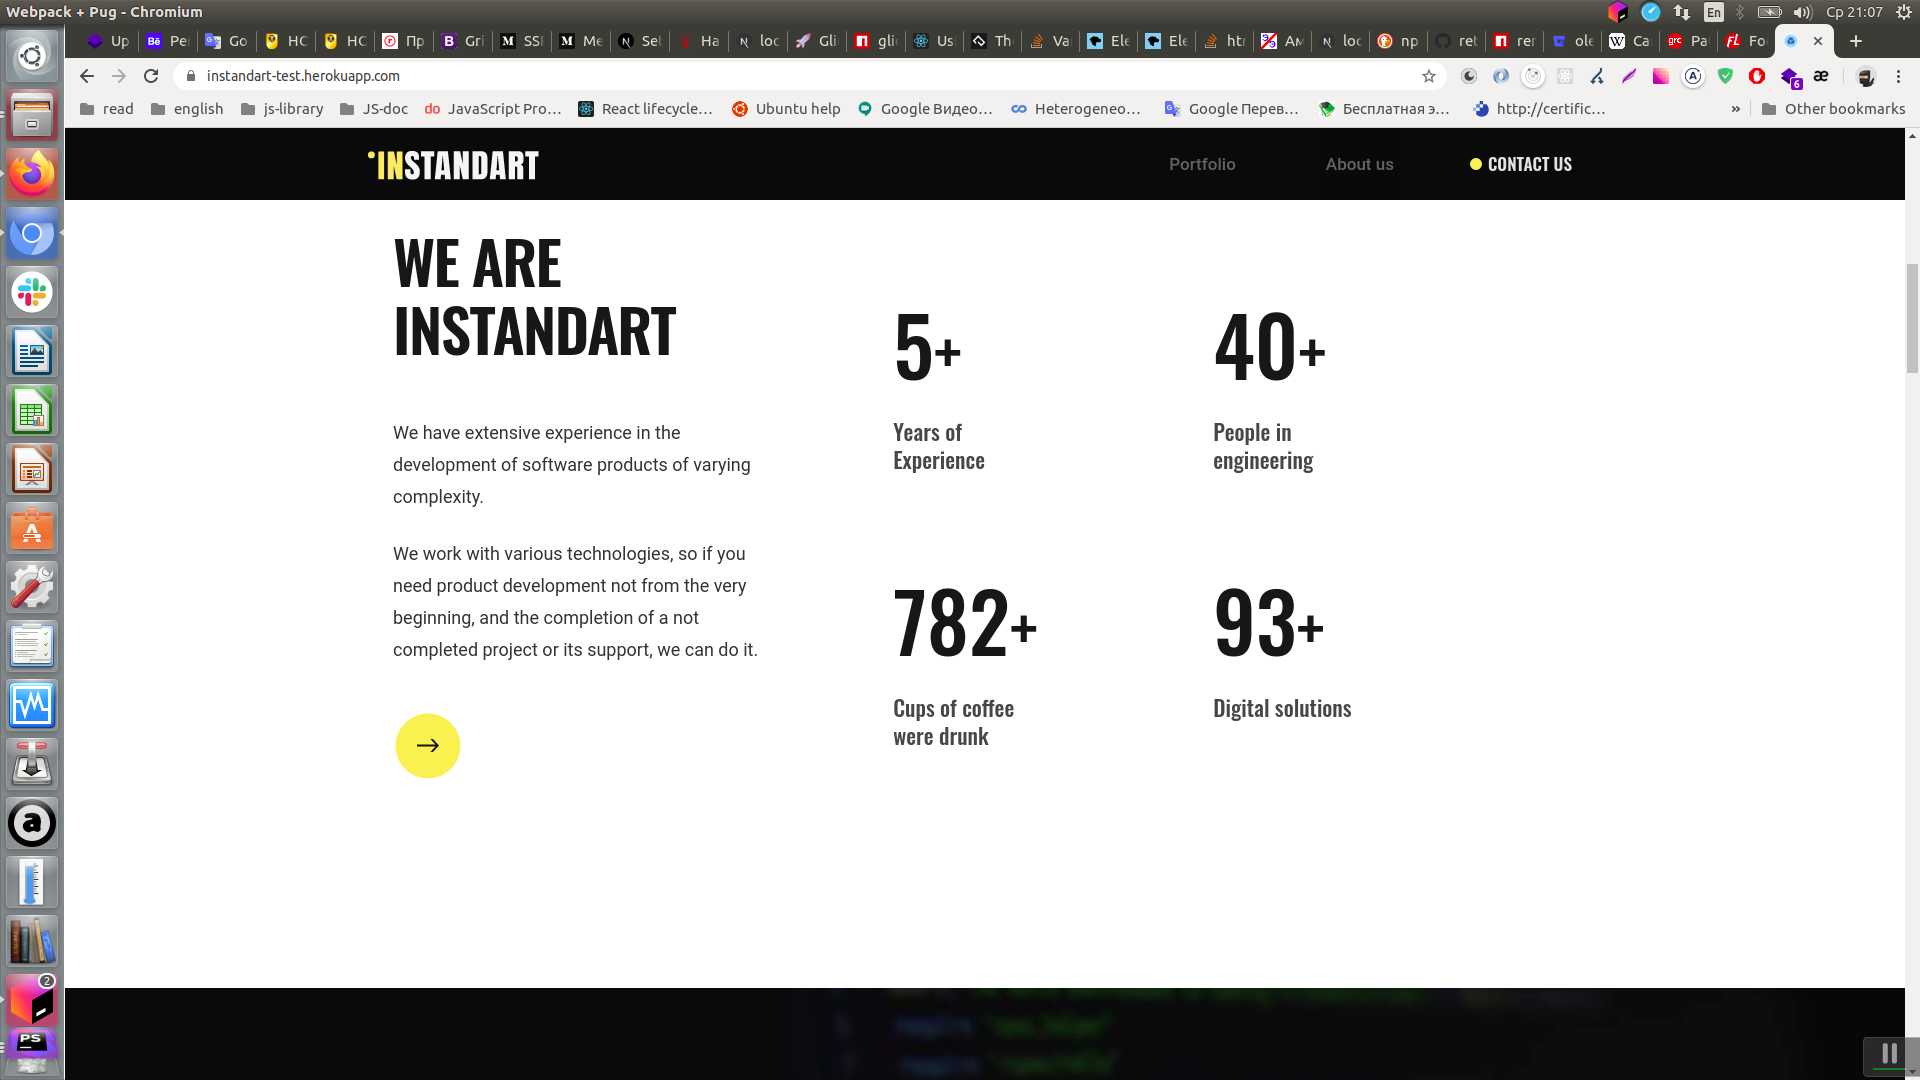 Webpack + Pug - Chromium
En
Ср 21:07
Up
Pe
Go
HC
HC
Пр
Gri
SSI
Me
Set
Ha
loc
Gli
gli
Us
Th
Va
Ele
Ele
htt
Ам
loc
np
ret
rer
ole
Ca
Pa
Fo
instandart-test.herokuapp.com
6
read
english
js-library
JS-doc
JavaScript Pro...
React lifecycle...
Ubuntu help
Google Видео...
Heterogeneo...
Google Перев...
Бесплатная э...
http://certific...
»
Other bookmarks
INSTANDART
Portfolio
About us
CONTACT US
WE ARE
INSTANDART
We have extensive experience in the
development of software products of varying
complexity.
We work with various technologies, so if you
need product development not from the very
beginning, and the completion of a not
completed project or its support, we can do it.
5+
Years of
Experience
40+
People in
engineering
782+
Cups of coffee
were drunk
93+
Digital solutions
2
PS